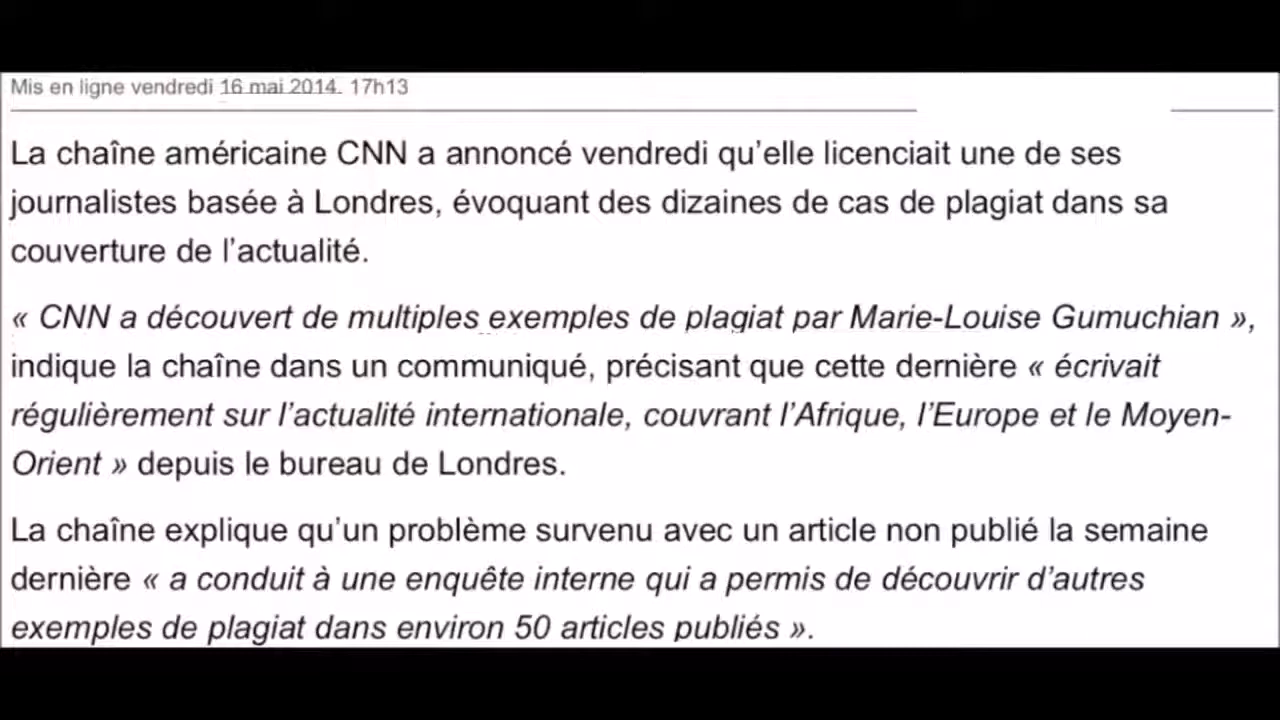 Mis en ligne vendredi 16 mai 2014. 17h13
La chaîne américaine CNN a annoncé vendredi qu’elle licenciait une de ses
journalistes basée à Londres, évoquant des dizaines de cas de plagiat dans sa
couverture de l’actualité.
« CNN a découvert de multiples exemples de plagiat par Marie-Louise Gumuchian »,
indique la chaîne dans un communiqué, précisant que cette dernière « écrivait
régulièrement sur l’actualité internationale, couvrant l’Afrique, l’Europe et le Moyen-
Orient » depuis le bureau de Londres.
La chaîne explique qu’un problème survenu avec un article non publié la semaine
dernière « a conduit à une enquête interne qui a permis de découvrir d’autres
exemples de plagiat dans environ 50 articles publiés ».